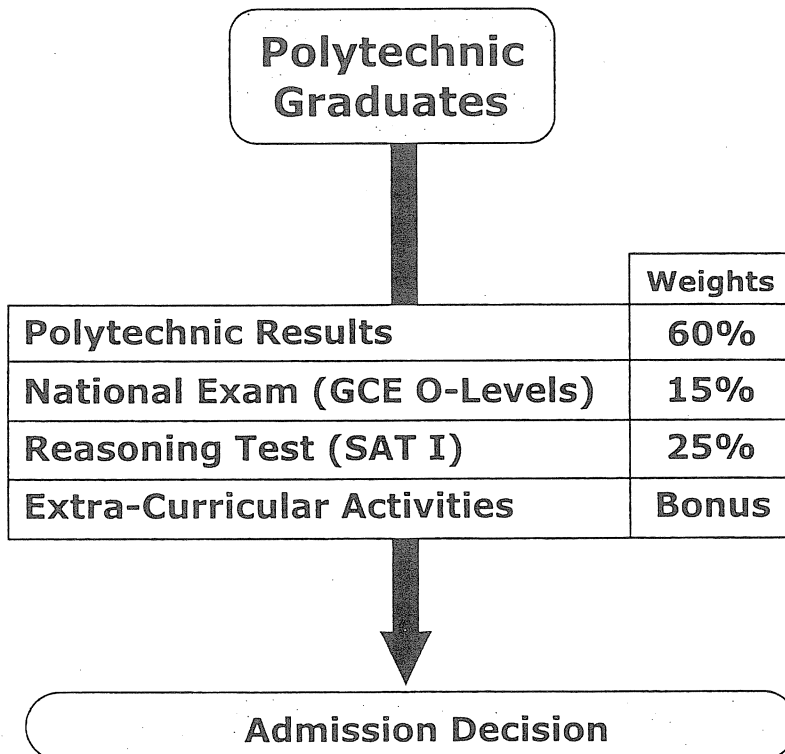 Polytechnic
Graduates
Weights
Polytechnic Results 60%
National Exam (GCE O-Levels) 15%
Reasoning Test (SAT I) 25%
Extra-Curricular Activities Bonus
Admission Decision